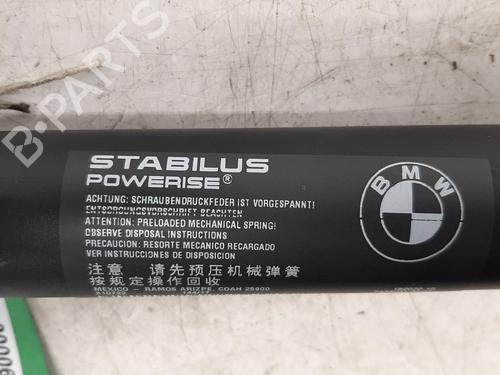 STABILUS
POWERISE®
BMW
ACHTUNG: SCHRAUBENDRUCKFEDER IST VORGESPANNT!
ENTSORGUNGSVORSCHRIFT BEACHTEN
ATTENTION: PRELOADED MECHANICAL SPRING!
OBSERVE DISPOSAL INSTRUCTIONS
PRECAUCION: RESORTE MECANICO RECARGADO
VER INSTRUCCIONES DE DISPOSICION
注意 请先预压机械弹簧
按规定操作回收
MEXICO - RAMOS ARIZPE, COAH 25900
B-PARTS